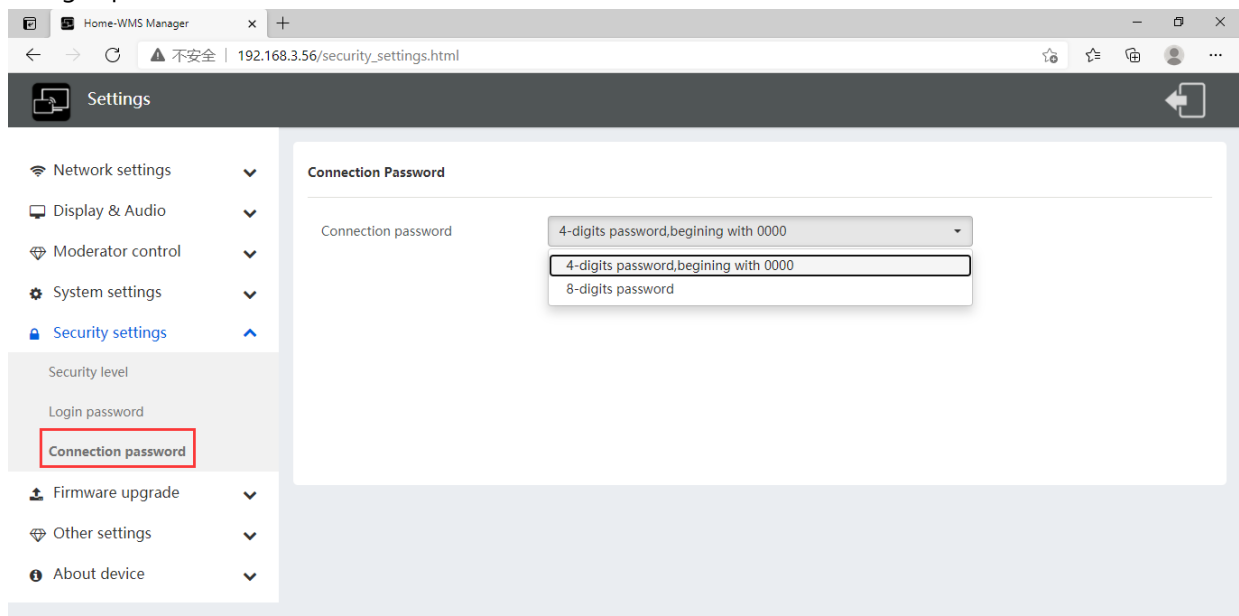 Home-WMS Manager
不安全 | 192.168.3.56/security_settings.html
Settings
Network settings
Display & Audio
Moderator control
System settings
Security settings
Security level
Login password
Connection password
Firmware upgrade
Other settings
About device
Connection Password
Connection password
4-digits password,begining with 0000
4-digits password,begining with 0000
8-digits password